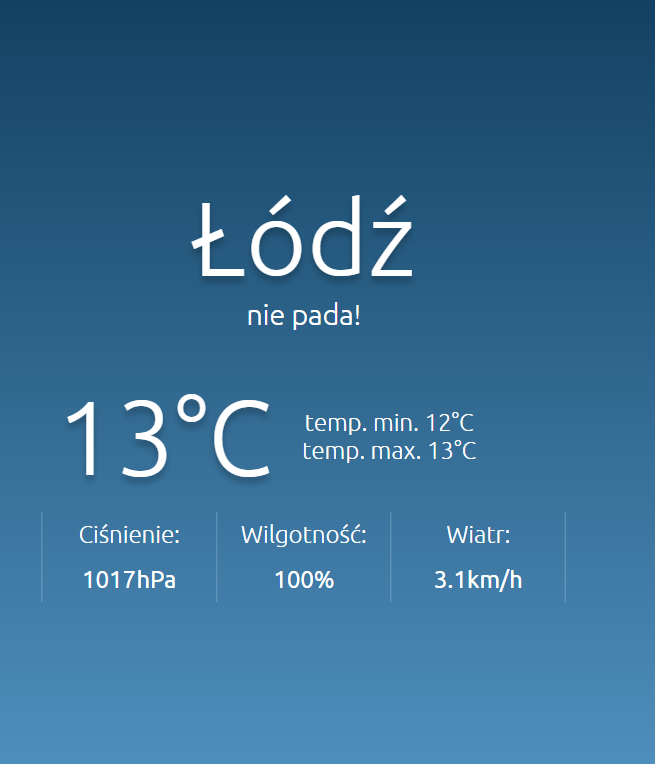 Łódź
nie pada!
13°C
temp. min. 12°C
temp. max. 13°C
Ciśnienie: Wilgotność: Wiatr:
1017hPa 100% 3.1km/h